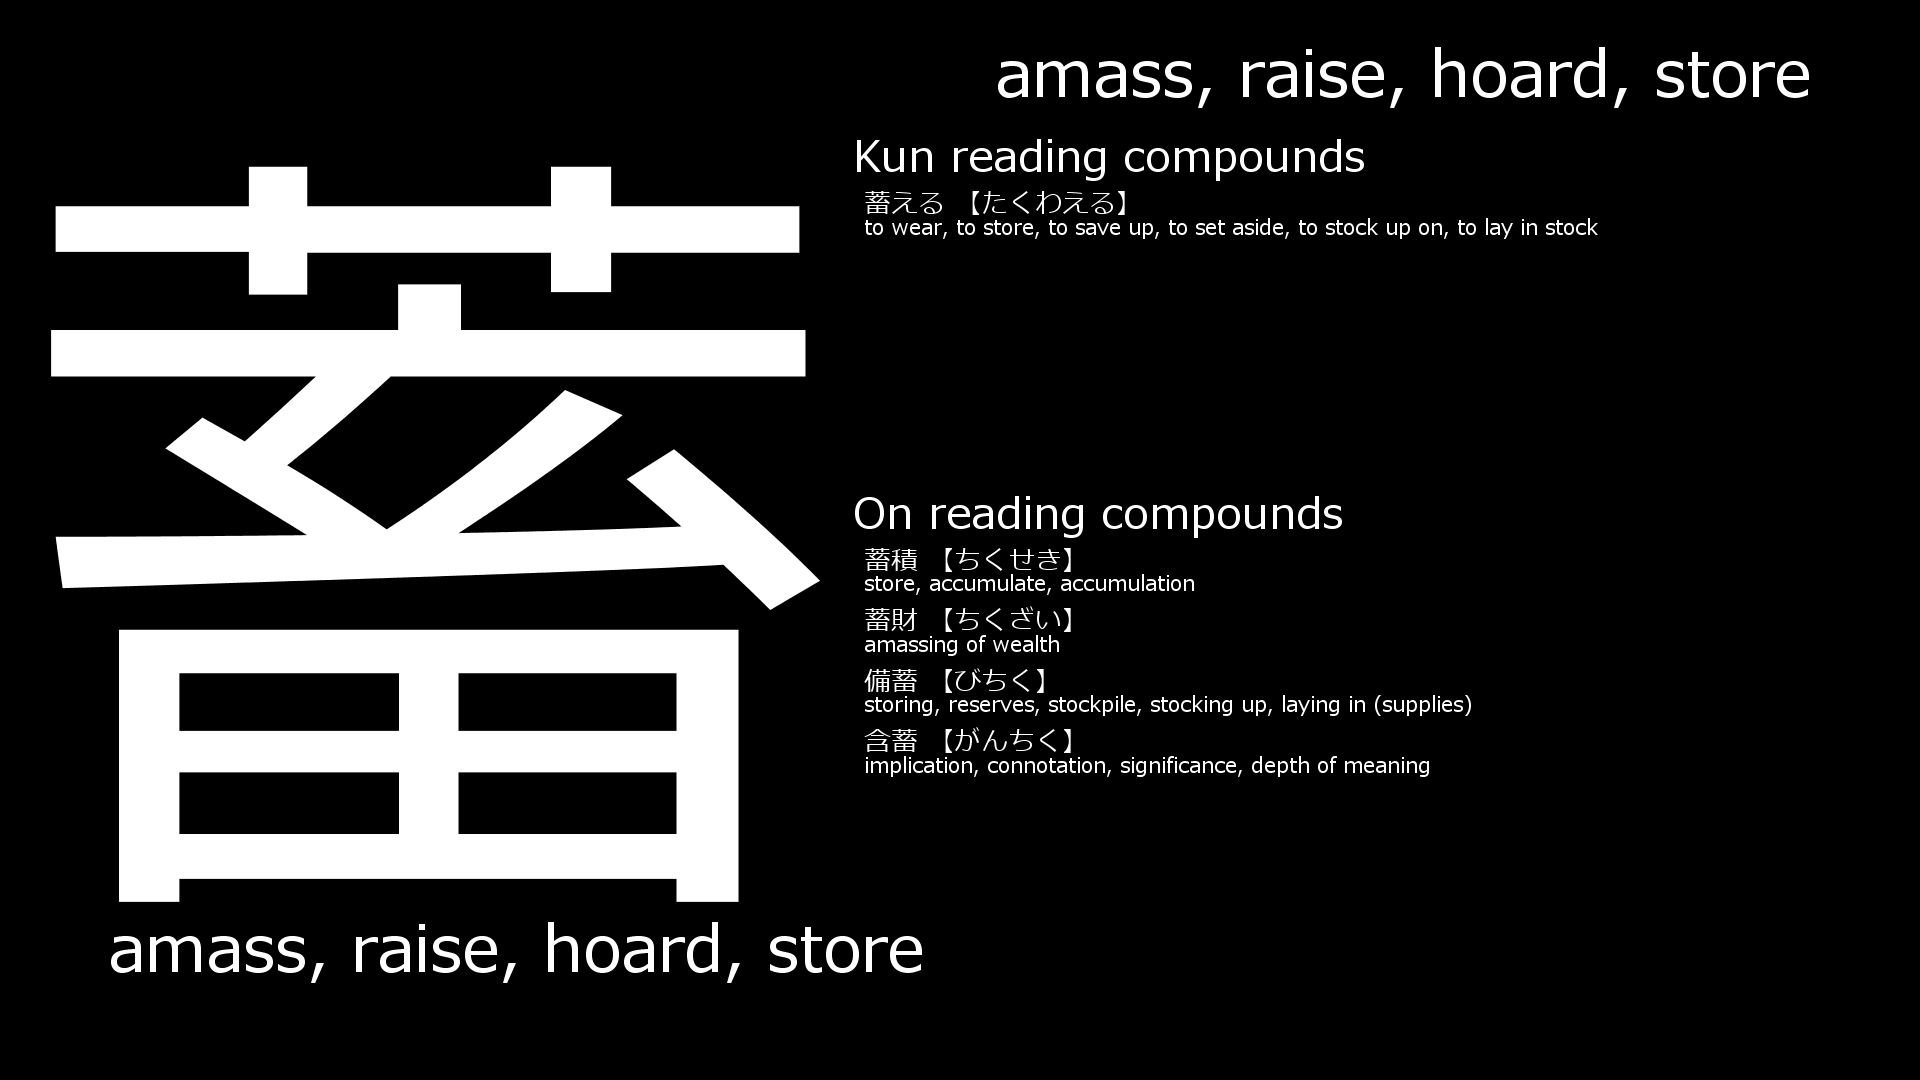 amass, raise, hoard, store
蓄
amass, raise, hoard, store
Kun reading compounds
蓄える 【たくわえる】
to wear, to store, to save up, to set aside, to stock up on, to lay in stock
On reading compounds
蓄積 【ちくせき】
store, accumulate, accumulation
蓄財 【ちくざい】
amassing of wealth
備蓄 【びちく】
storing, reserves, stockpile, stocking up, laying in (supplies)
含蓄 【がんちく】
implication, connotation, significance, depth of meaning